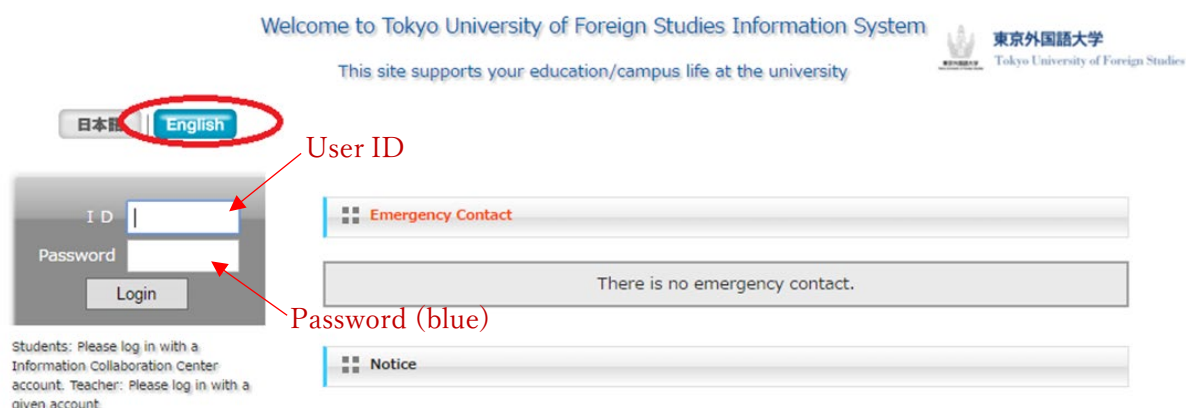 Welcome to Tokyo University of Foreign Studies Information System
東京外国語大学
Tokyo University of Foreign Studies
This site supports your education/campus life at the university
日本語 | English
User ID
I D
Password
Login
Password (blue)
Students: Please log in with a
Information Collaboration Center
account. Teacher: Please log in with a
given account
Emergency Contact
There is no emergency contact.
Notice